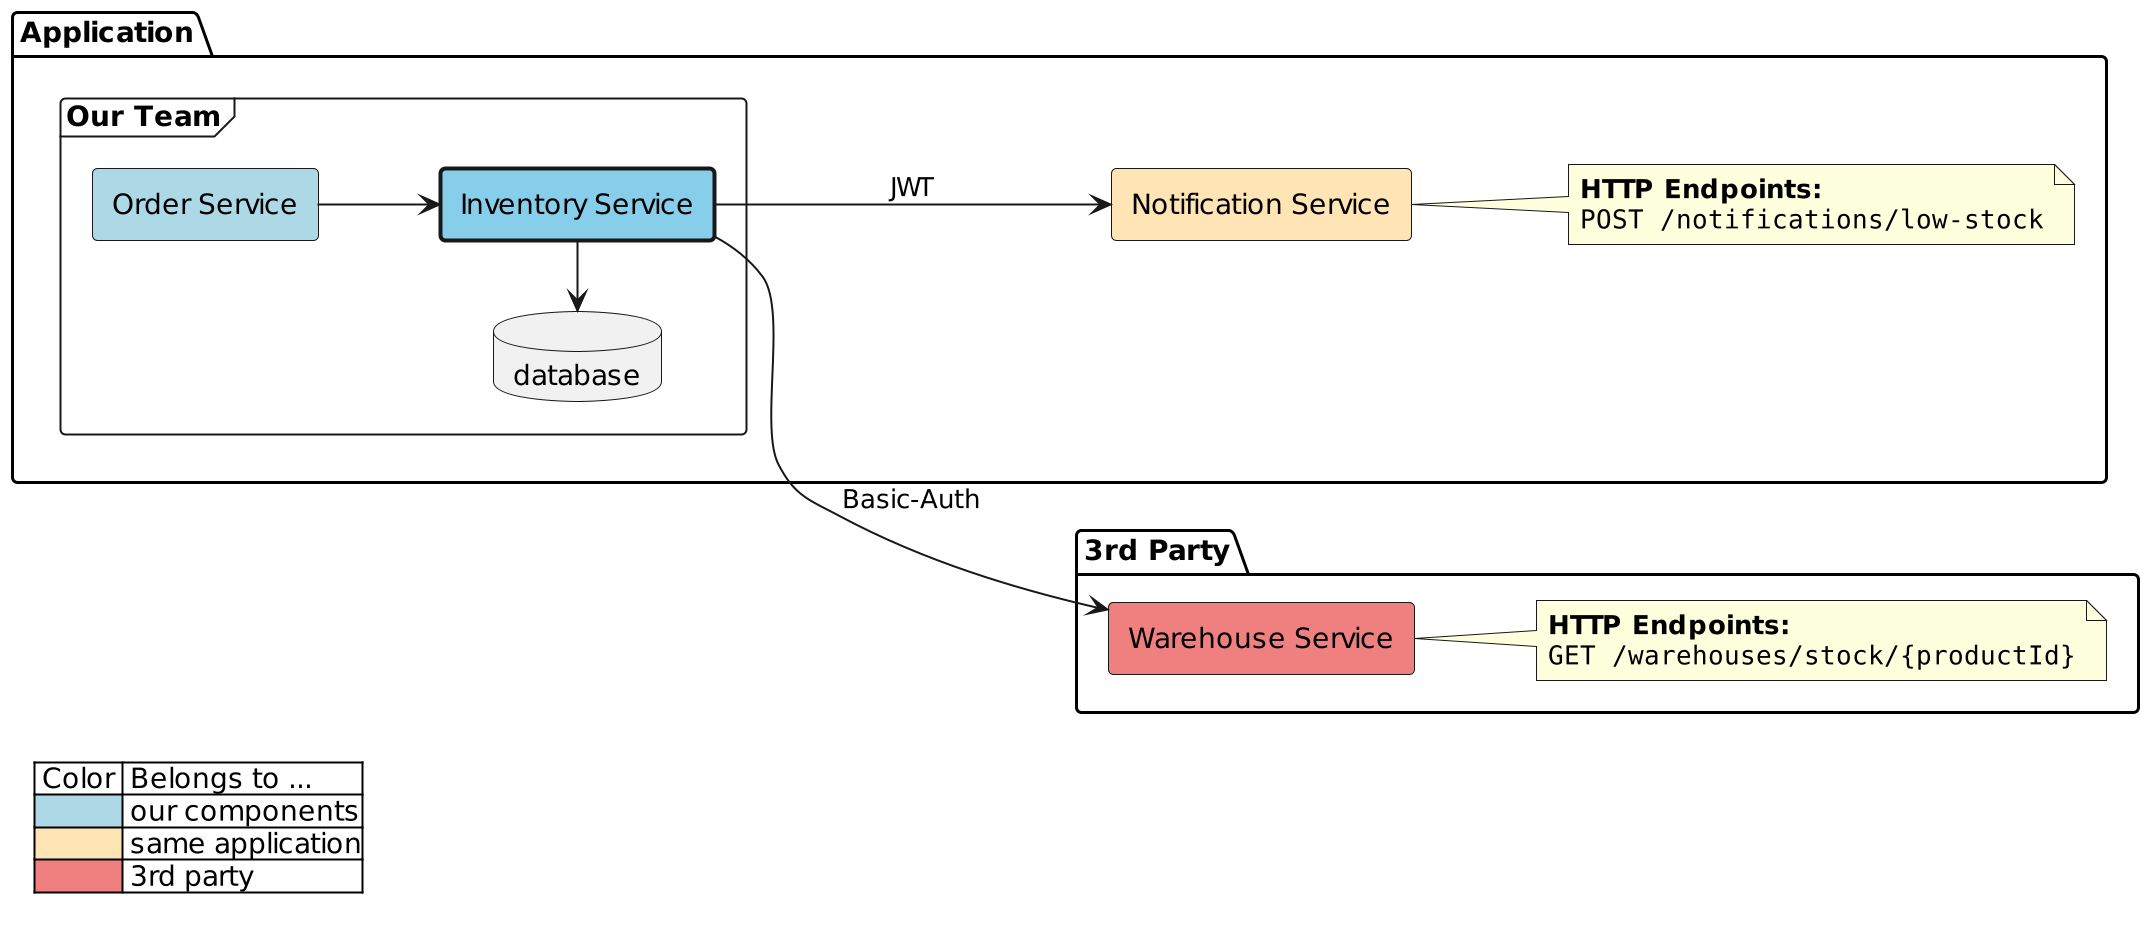 Application
Our Team
Order Service
Inventory Service
JWT
Notification Service
HTTP Endpoints:
POST /notifications/low-stock
database
Basic-Auth
3rd Party
Warehouse Service
HTTP Endpoints:
GET /warehouses/stock/{productId}
Color Belongs to ...
our components
same application
3rd party